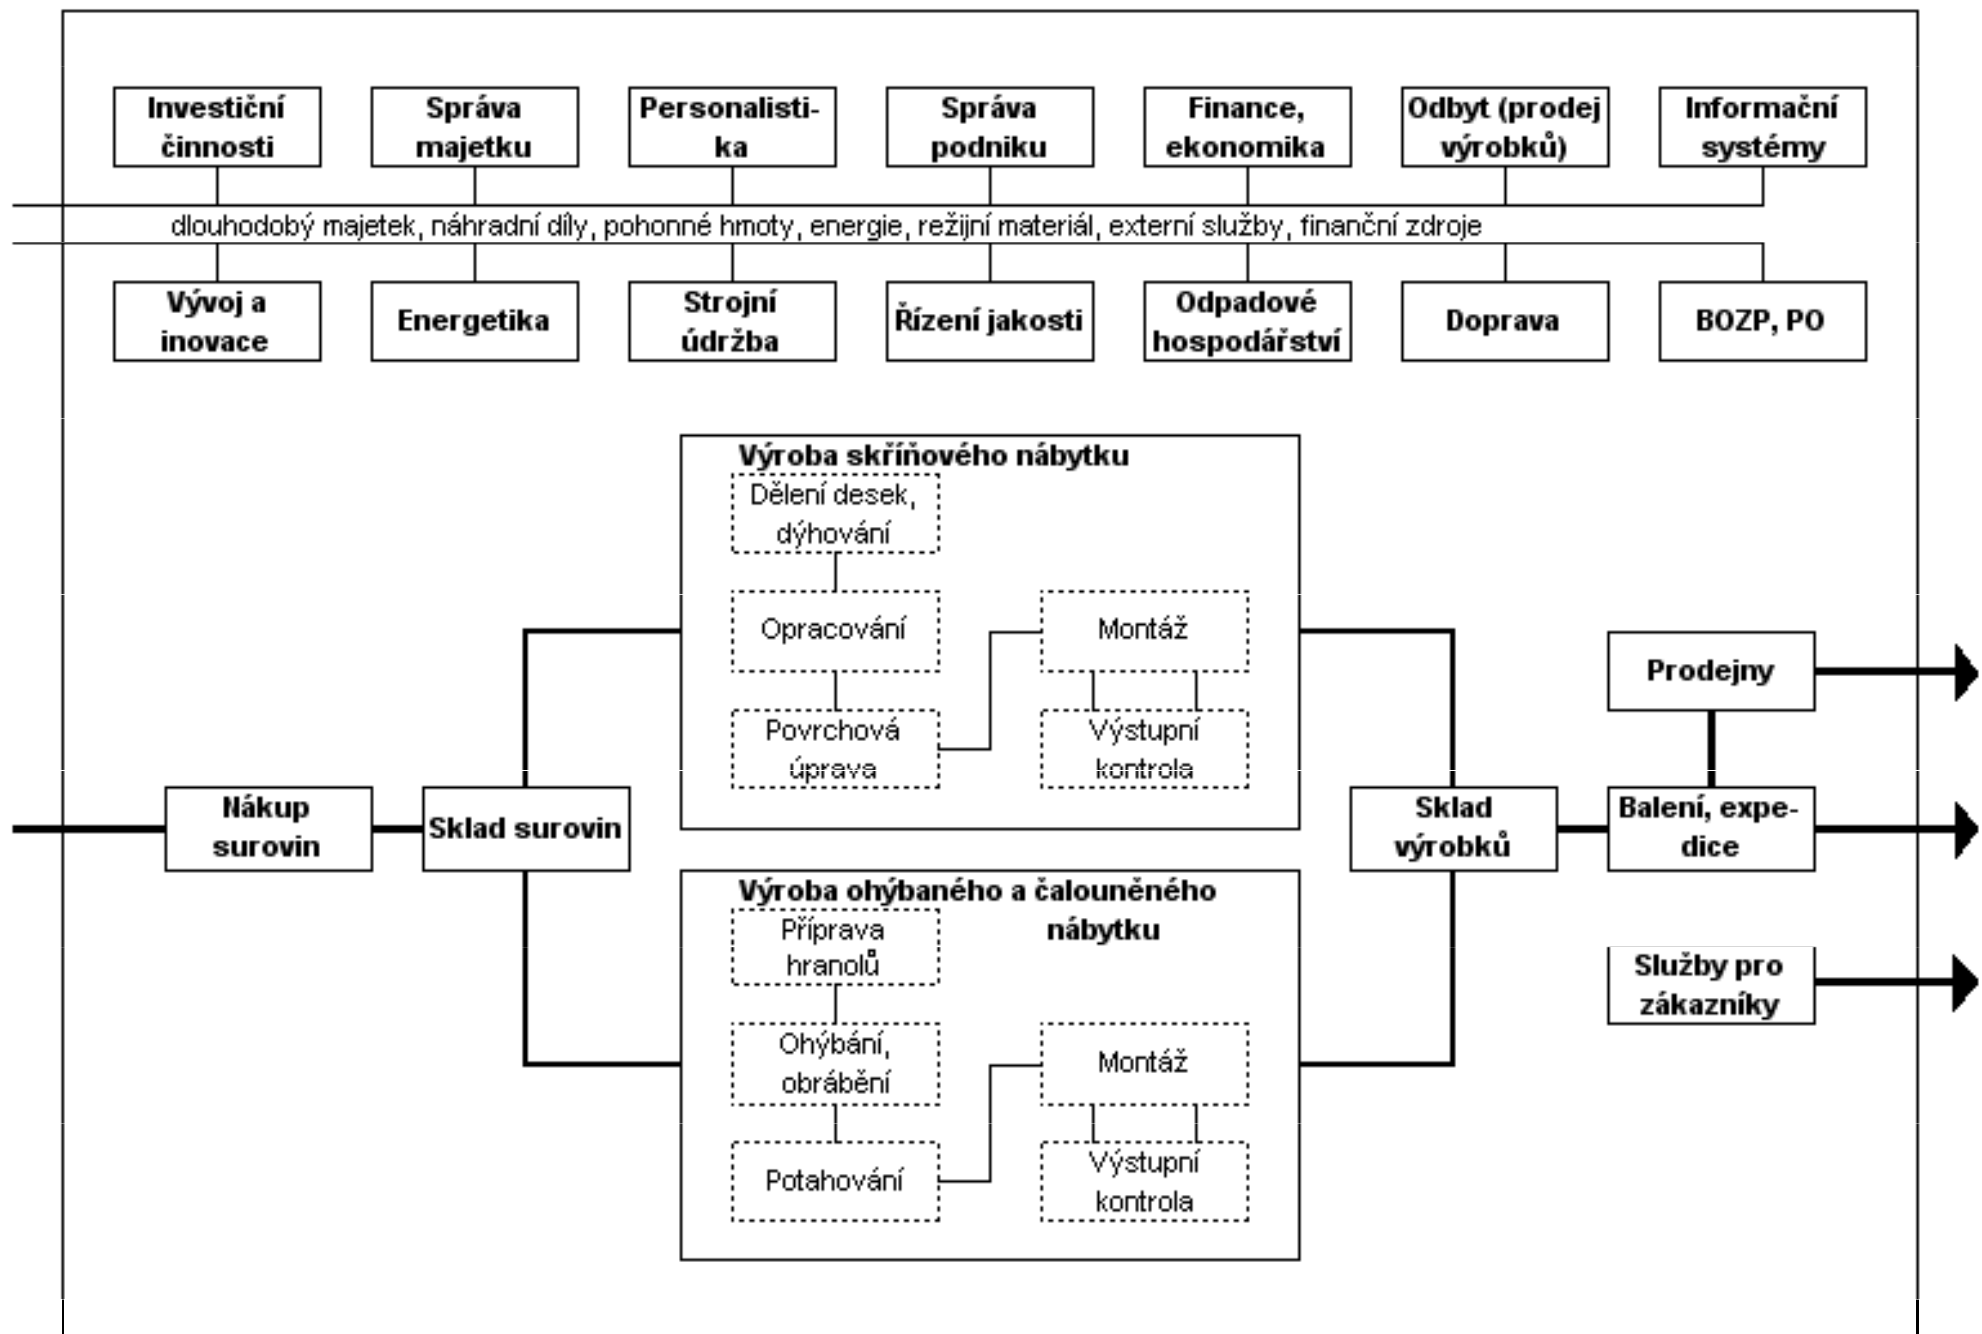 Investiční
činnosti
Správa
majetku
Personalisti-
ka
Správa
podniku
Finance,
ekonomika
Odbyt (prodej
výrobků)
Informační
systémy
dlouhodobý majetek, náhradní díly, pohonné hmoty, energie, režijní materiál, externí služby, finanční zdroje
Vývoj a
inovace
Energetika
Strojní
údržba
Řízení jakosti
Odpadové
hospodářství
Doprava
BOZP, PO
Výroba skříňového nábytku
Dělení desek,
dýhování
Opracování
Povrchová
úprava
Montáž
Výstupní
kontrola
Nákup
surovin
Sklad surovin
Výroba ohýbaného a čalouněného
nábytku
Příprava
hranolů
Ohýbání,
obrábění
Potahování
Montáž
Výstupní
kontrola
Sklad
výrobků
Prodejny
Balení, expe-
dice
Služby pro
zákazníky